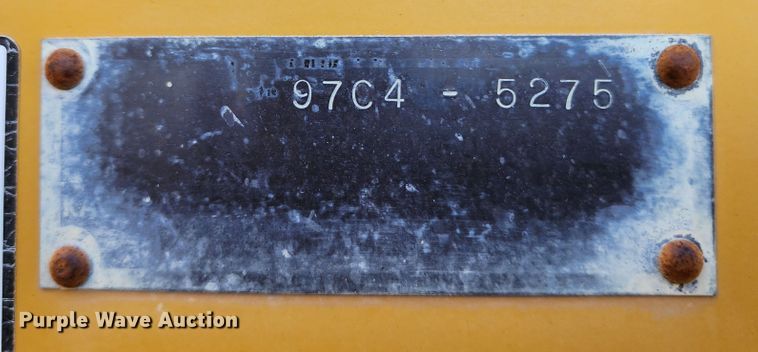 97C4 - 5275
Purple Wave Auction